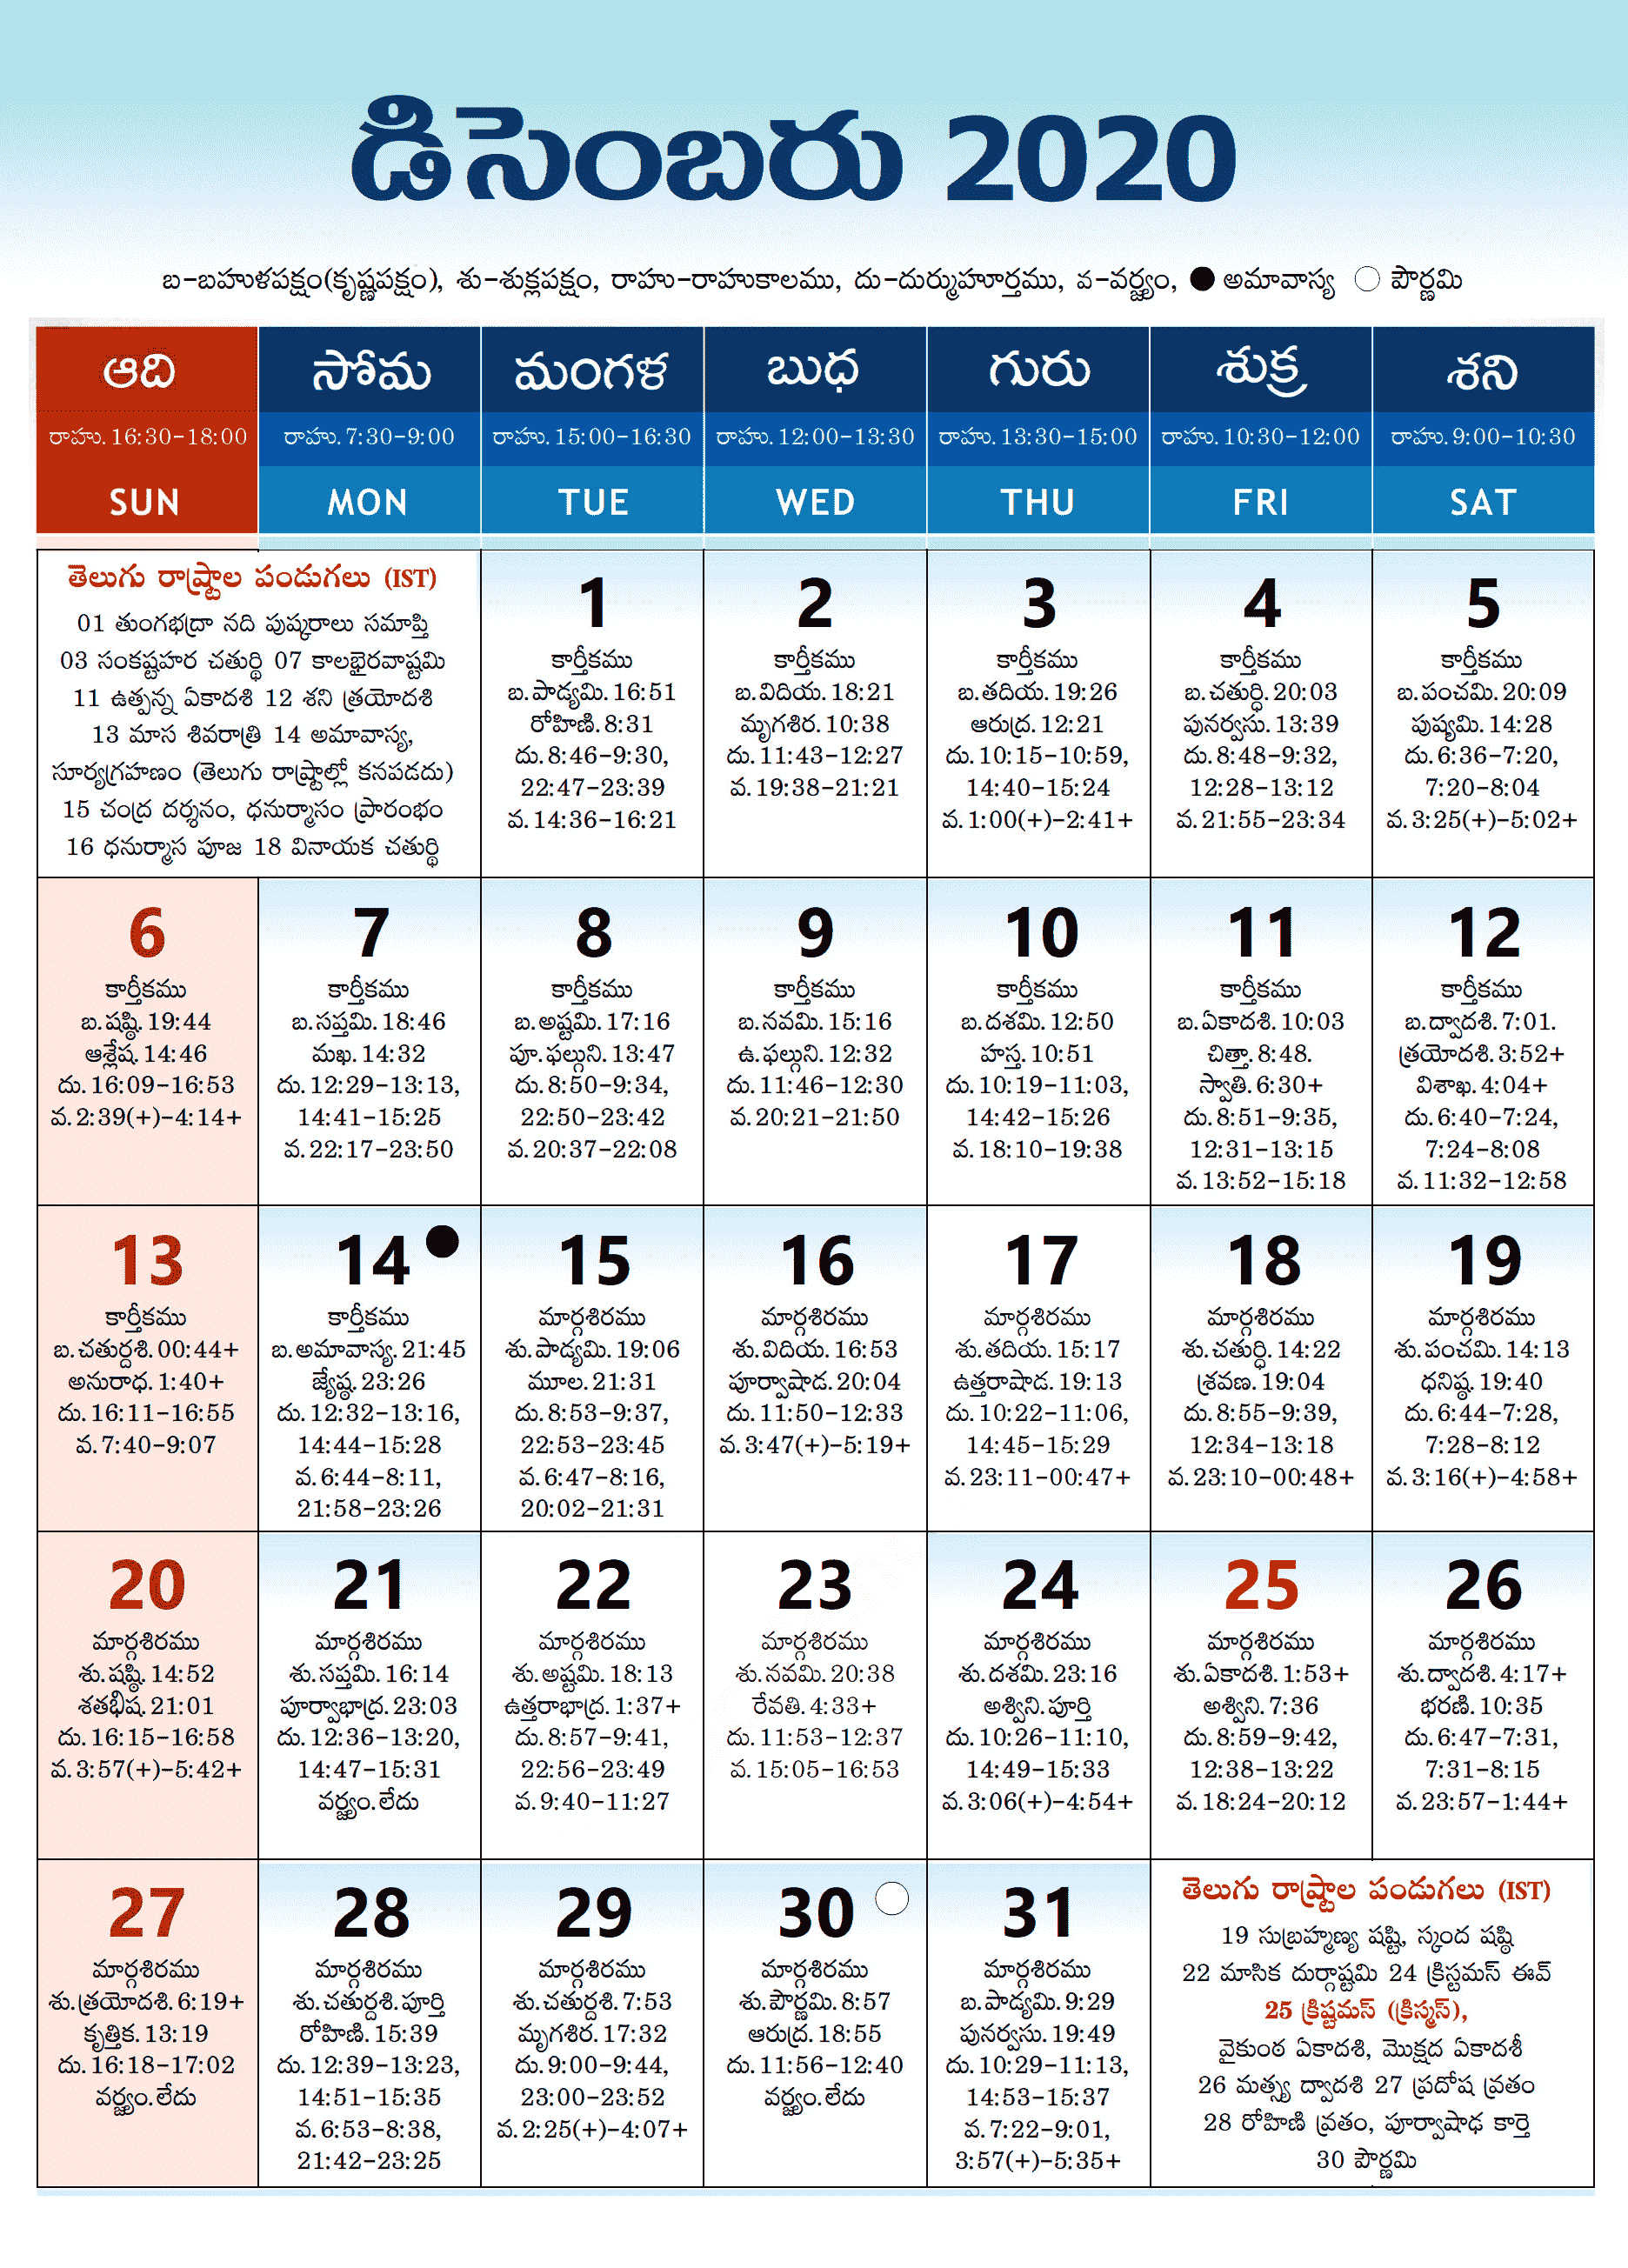 డిసెంబరు 2020
బ-బహుళపక్షం(కృష్ణపక్షం), శు-శుక్లపక్షం, రాహు-రాహుకాలము, దు-దుర్ముహూర్తము, వ-వర్జ్యం, అమావాస్య పౌర్ణమి
ఆది సోమ మంగళ బుధ గురు శుక్ర శని
రాహు.16:30-18:00 రాహు.7:30-9:00 రాహు.15:00-16:30 రాహు.12:00-13:30 రాహు.13:30-15:00 రాహు.10:30-12:00 రాహు.9:00-10:30
SUN MON TUE WED THU FRI SAT
తెలుగు రాష్ట్రాల పండుగలు (IST)
01 తుంగభద్రా నది పుష్కరాలు సమాప్తి
03 సంకష్టహర చతుర్థి 07 కాలభైరవాష్టమి
11 ఉత్పన్న ఏకాదశి 12 శని త్రయోదశి
13 మాస శివరాత్రి 14 అమావాస్య,
సూర్యగ్రహణం (తెలుగు రాష్ట్రాల్లో కనపడదు)
15 చంద్ర దర్శనం, ధనుర్మాసం ప్రారంభం
16 ధనుర్మాస పూజ 18 వినాయక చతుర్థి
1
కార్తీకము
బ.పాడ్యమి.16:51
రోహిణి.8:31
దు.8:46-9:30,
22:47-23:39
వ.14:36-16:21
2
కార్తీకము
బ.విదియ.18:21
మృగశిర.10:38
దు.11:43-12:27
వ.19:38-21:21
3
కార్తీకము
బ.తదియ.19:26
ఆరుద్ర.12:21
దు.10:15-10:59,
14:40-15:24
వ.1:00(+)-2:41+
4
కార్తీకము
బ.చతుర్ధి.20:03
పునర్వసు.13:39
దు.8:48-9:32,
12:28-13:12
వ.21:55-23:34
5
కార్తీకము
బ.పంచమి.20:09
పుష్యమి.14:28
దు.6:36-7:20,
7:20-8:04
వ.3:25(+)-5:02+
6
కార్తీకము
బ.షష్ఠి.19:44
ఆశ్లేష.14:46
దు.16:09-16:53
వ.2:39(+)-4:14+
7
కార్తీకము
బ.సప్తమి.18:46
మఖ.14:32
దు.12:29-13:13,
14:41-15:25
వ.22:17-23:50
8
కార్తీకము
బ.అష్టమి.17:16
పూ.ఫల్గుని.13:47
దు.8:50-9:34,
22:50-23:42
వ.20:37-22:08
9
కార్తీకము
బ.నవమి.15:16
ఉ.ఫల్గుని.12:32
దు.11:46-12:30
వ.20:21-21:50
10
కార్తీకము
బ.దశమి.12:50
హస్త.10:51
దు.10:19-11:03,
14:42-15:26
వ.18:10-19:38
11
కార్తీకము
బ.ఏకాదశి.10:03
చిత్తా.8:48.
స్వాతి.6:30+
దు.8:51-9:35,
12:31-13:15
వ.13:52-15:18
12
కార్తీకము
బ.ద్వాదశి.7:01.
త్రయోదశి.3:52+
విశాఖ.4:04+
దు.6:40-7:24,
7:24-8:08
వ.11:32-12:58
13
కార్తీకము
బ.చతుర్దశి.00:44+
అనురాధ.1:40+
దు.16:11-16:55
వ.7:40-9:07
14
కార్తీకము
బ.అమావాస్య.21:45
జ్యేష్ఠ.23:26
దు.12:32-13:16,
14:44-15:28
వ.6:44-8:11,
21:58-23:26
15
మార్గశిరము
శు.పాడ్యమి.19:06
మూల.21:31
దు.8:53-9:37,
22:53-23:45
వ.6:47-8:16,
20:02-21:31
16
మార్గశిరము
శు.విదియ.16:53
పూర్వాషాడ.20:04
దు.11:50-12:33
వ.3:47(+)-5:19+
17
మార్గశిరము
శు.తదియ.15:17
ఉత్తరాషాడ.19:13
దు.10:22-11:06,
14:45-15:29
వ.23:11-00:47+
18
మార్గశిరము
శు.చతుర్ధి.14:22
శ్రవణ.19:04
దు.8:55-9:39,
12:34-13:18
వ.23:10-00:48+
19
మార్గశిరము
శు.పంచమి.14:13
ధనిష్ఠ.19:40
దు.6:44-7:28,
7:28-8:12
వ.3:16(+)-4:58+
20
మార్గశిరము
శు.షష్ఠి.14:52
శతభిష.21:01
దు.16:15-16:58
వ.3:57(+)-5:42+
21
మార్గశిరము
శు.సప్తమి.16:14
పూర్వాభాద్ర.23:03
దు.12:36-13:20,
14:47-15:31
వర్జ్యం.లేదు
22
మార్గశిరము
శు.అష్టమి.18:13
ఉత్తరాభాద్ర.1:37+
దు.8:57-9:41,
22:56-23:49
వ.9:40-11:27
23
మార్గశిరము
శు.నవమి.20:38
రేవతి.4:33+
దు.11:53-12:37
వ.15:05-16:53
24
మార్గశిరము
శు.దశమి.23:16
అశ్విని.పూర్తి
దు.10:26-11:10,
14:49-15:33
వ.3:06(+)-4:54+
25
మార్గశిరము
శు.ఏకాదశి.1:53+
అశ్విని.7:36
దు.8:59-9:42,
12:38-13:22
వ.18:24-20:12
26
మార్గశిరము
శు.ద్వాదశి.4:17+
భరణి.10:35
దు.6:47-7:31,
7:31-8:15
వ.23:57-1:44+
27
మార్గశిరము
శు.త్రయోదశి.6:19+
కృత్తిక.13:19
దు.16:18-17:02
వర్జ్యం.లేదు
28
మార్గశిరము
శు.చతుర్దశి.పూర్తి
రోహిణి.15:39
దు.12:39-13:23,
14:51-15:35
వ.6:53-8:38,
21:42-23:25
29
మార్గశిరము
శు.చతుర్దశి.7:53
మృగశిర.17:32
దు.9:00-9:44,
23:00-23:52
వ.2:25(+)-4:07+
30
మార్గశిరము
శు.పౌర్ణమి.8:57
ఆరుద్ర.18:55
దు.11:56-12:40
వర్జ్యం.లేదు
31
మార్గశిరము
బ.పాడ్యమి.9:29
పునర్వసు.19:49
దు.10:29-11:13,
14:53-15:37
వ.7:22-9:01,
3:57(+)-5:35+
తెలుగు రాష్ట్రాల పండుగలు (IST)
19 సుబ్రహ్మణ్య షష్టి, స్కంద షష్ఠి
22 మాసిక దుర్గాష్టమి 24 క్రిస్టమస్ ఈవ్
25 క్రిష్టమస్ (క్రిస్మస్),
వైకుంఠ ఏకాదశి, మొక్షద ఏకాదశీ
26 మత్స్య ద్వాదశి 27 ప్రదోష వ్రతం
28 రోహిణి వ్రతం, పూర్వాషాఢ కార్తె
30 పౌర్ణమి